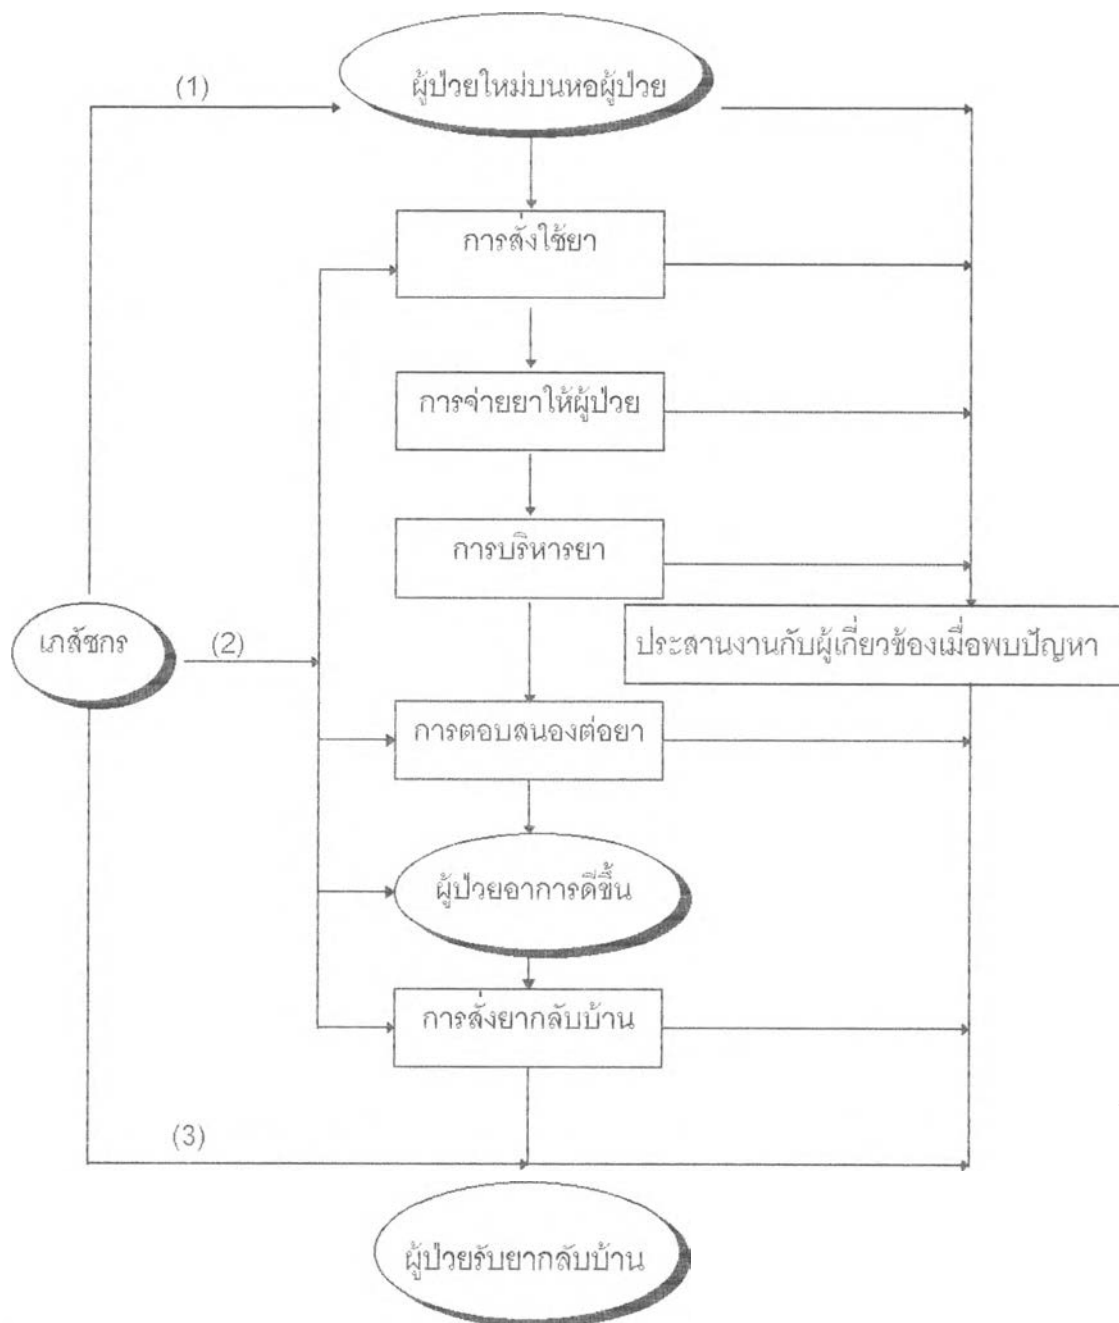 (1)
ผู้ป่วยใหม่บนหอผู้ป่วย
การสั่งใช้ยา
การจ่ายยาให้ผู้ป่วย
การบริหารยา
เภสัชกร
(2)
ประสานงานกับผู้เกี่ยวข้องเมื่อพบปัญหา
การตอบสนองต่อยา
ผู้ป่วยอาการดีขึ้น
การสั่งยากลับบ้าน
(3)
ผู้ป่วยรับยากลับบ้าน